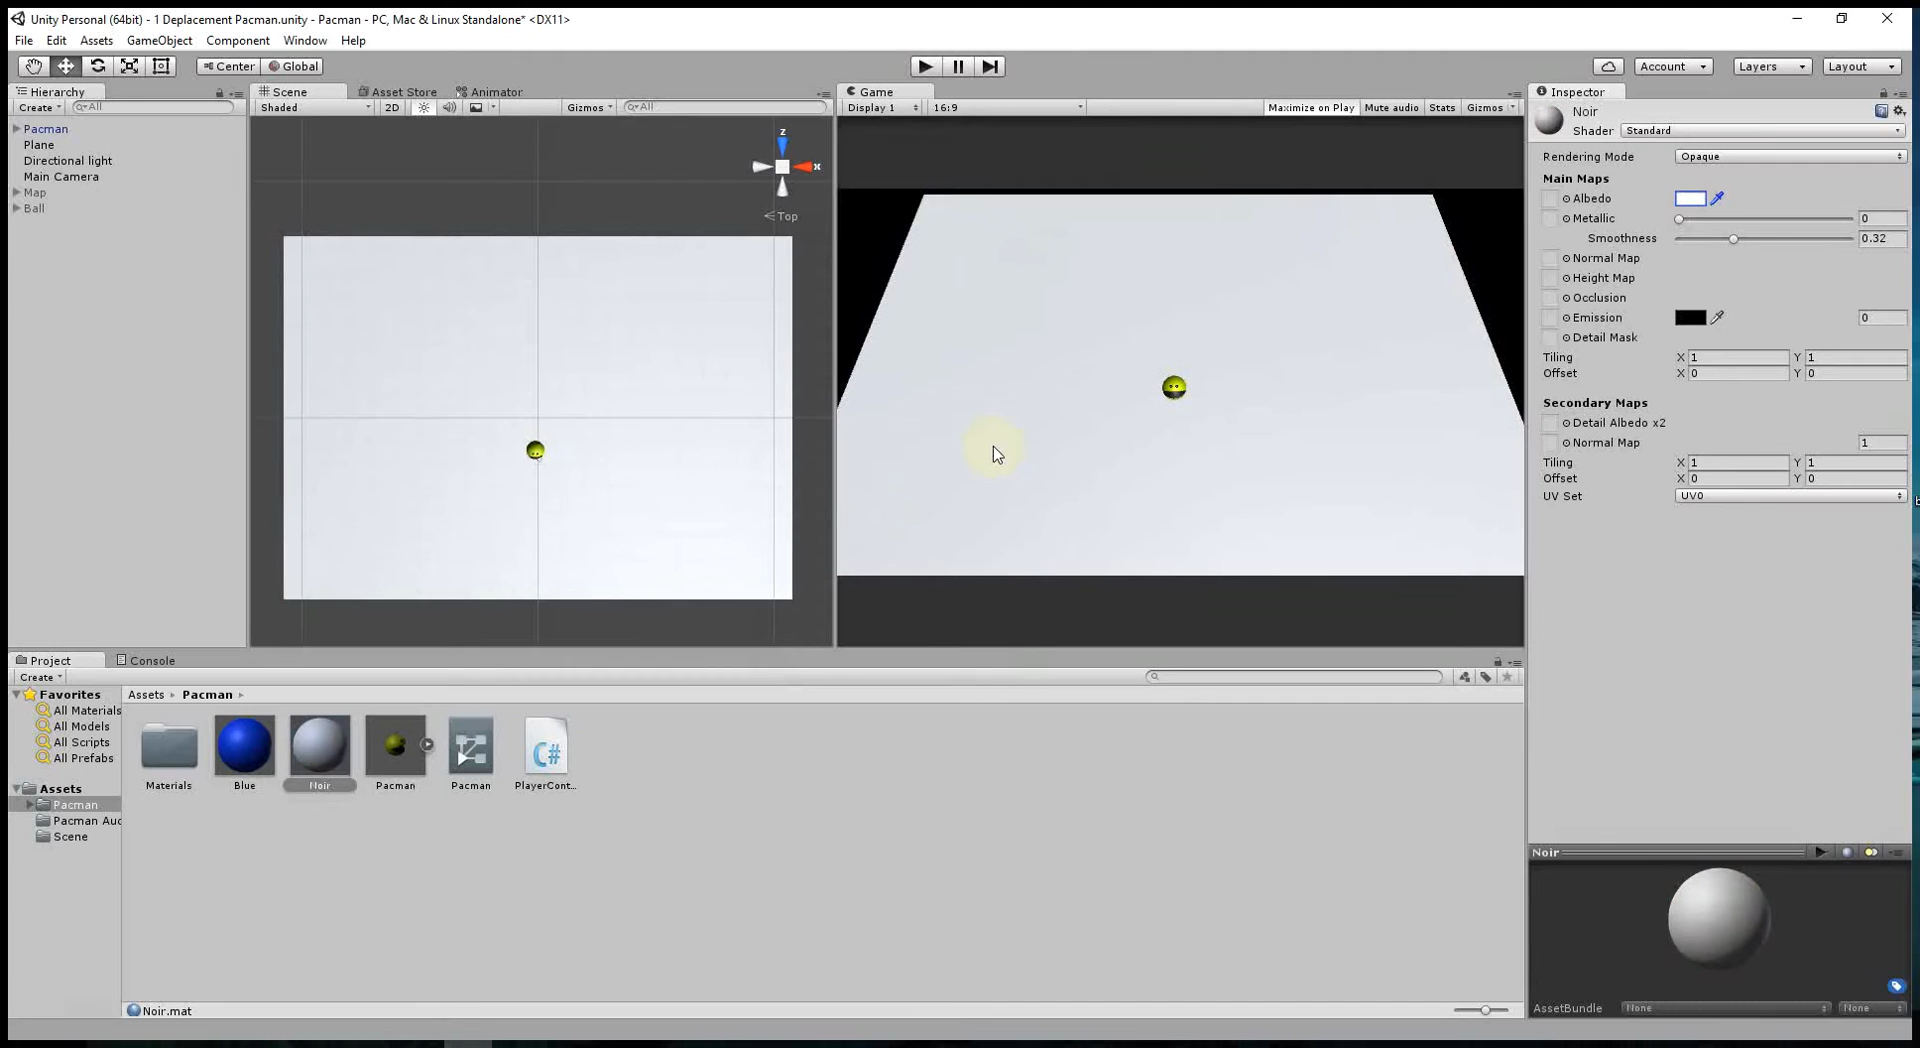 Unity Personal (64bit) - 1 Deplacement Pacman.unity - Pacman - PC, Mac & Linux Standalone* <DX11>
File Edit Assets GameObject Component Window Help
Center Global Account Layers Layout
Hierarchy
Create All
Pacman
Plane
Directional light
Main Camera
Map
Ball
Scene Asset Store Animator
Shaded 2D Gizmos All
z
x
Top
Game
Display 1 16:9 Maximize on Play Mute audio Stats Gizmos
Inspector
Noir
Shader Standard
Rendering Mode Opaque
Main Maps
Albedo
Metallic 0
Smoothness 0.32
Normal Map
Height Map
Occlusion
Emission 0
Detail Mask
Tiling X 1 Y 1
Offset X 0 Y 0
Secondary Maps
Detail Albedo x2
Normal Map 1
Tiling X 1 Y 1
Offset X 0 Y 0
UV Set UV0
Project Console
Create
Favorites
All Materials
All Models
All Scripts
All Prefabs
Assets
Pacman
Pacman Aud
Scene
Assets Pacman
Materials Blue Noir Pacman Pacman PlayerCont...
C#
Noir.mat
Noir
AssetBundle None None